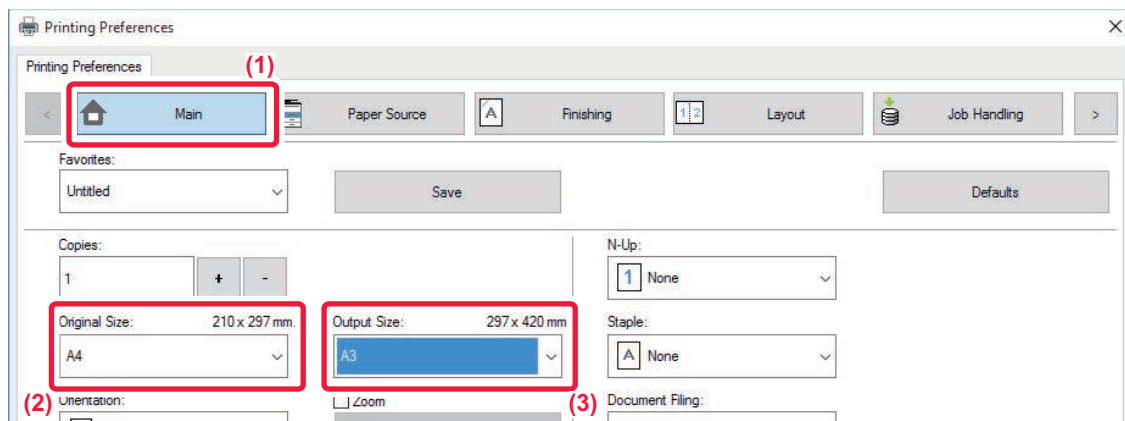 Printing Preferences
Printing Preferences
(1)
< Main Paper Source Finishing Layout Job Handling >
Favorites:
Untitled Save Defaults
Copies: N-Up:
1 + - 1 None
Original Size: 210 x 297 mm. Output Size: 297 x 420 mm Staple:
A4 A3 A None
(2) Orientation: Zoom (3) Document Filing: